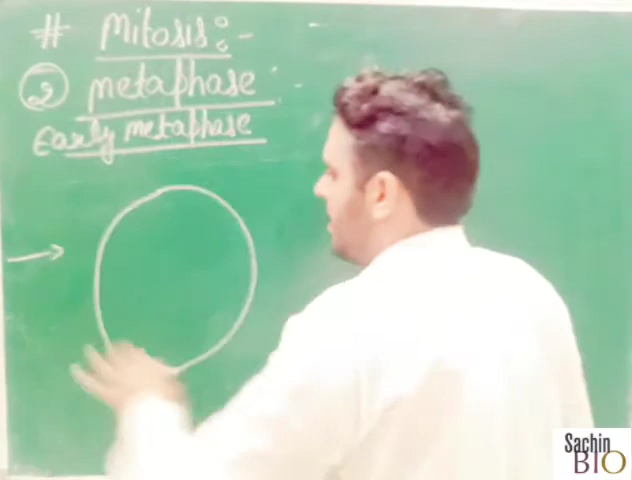 # Mitosis:-
② metaphase :-
Early metaphase
Sachin
BIO